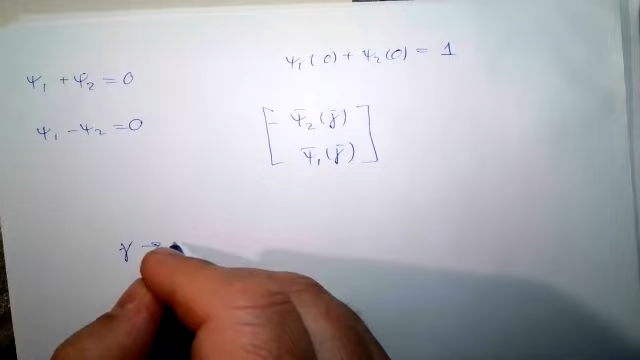 ψ₁ + ψ₂ = 0
ψ₁ - ψ₂ = 0
ψ₁(0) + ψ₂(0) = 1
[ - ψ̄₂(γ̄)
ψ̄₁(γ̄) ]
γ →